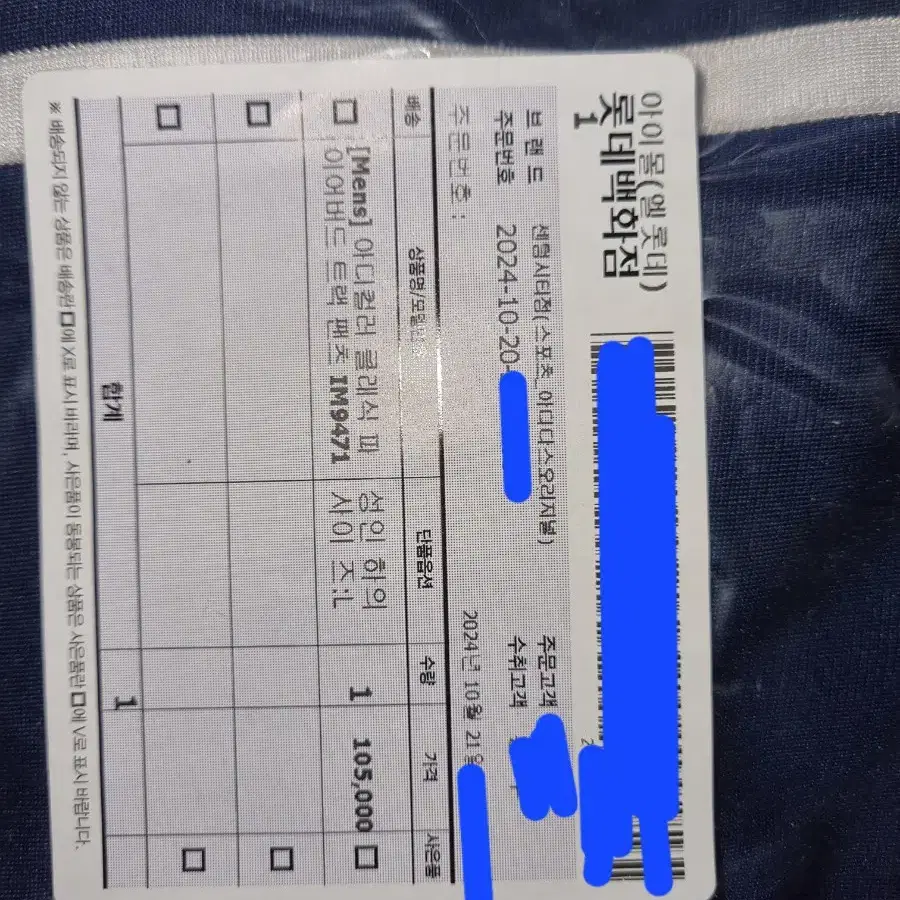 아이몰(엘롯데)
롯데백화점
1
브 랜 드 센텀시티점(스포츠_아디다스오리지널) 주문고객
주문번호 2024-10-20- 수취고객
주문번호 : 2024년 10월 21일
배송 상품명/모델 단품옵션 수량 가격 사은품
□ [Mens] 아디컬러 클래식 파 성인 하의 1 105,000 □
이어버드 트랙 팬츠 IM9471 사이즈:L
□ □
□ □
합계 1
※ 배송되지 않는 상품은 배송란 □에 X로 표시 바라며, 사은품이 동봉되는 상품은 사은품란 □에 V로 표시 바랍니다.